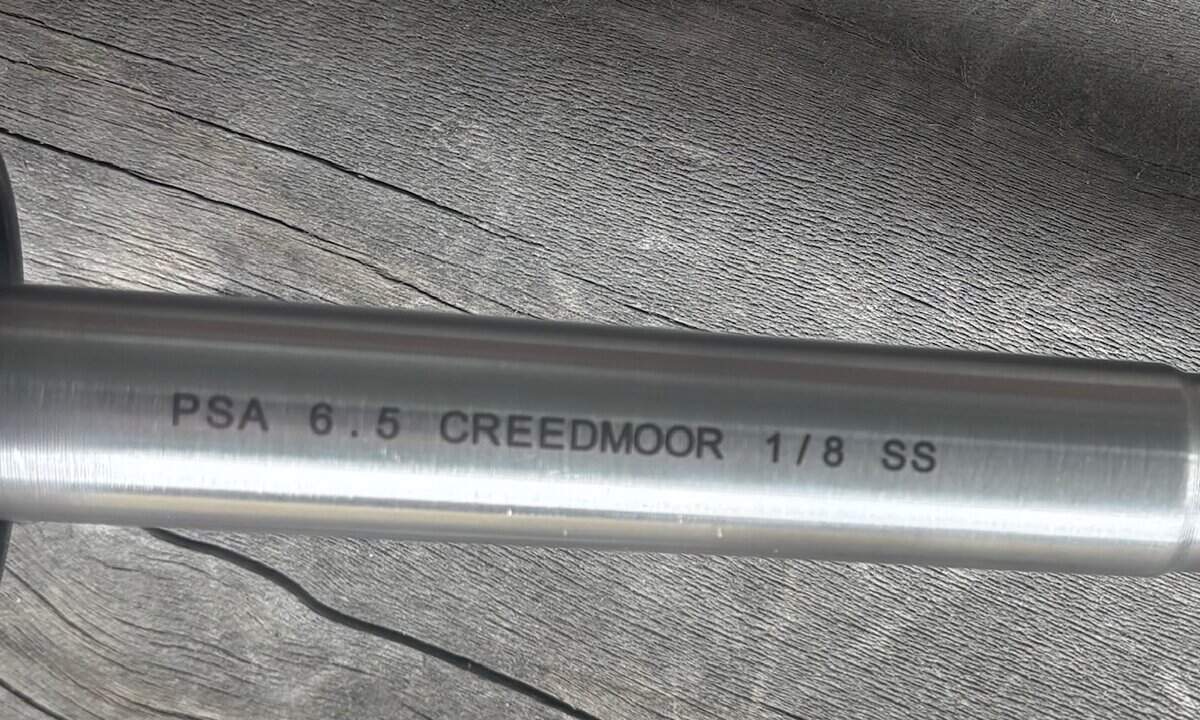 PSA 6.5 CREEDMOOR 1/8 SS